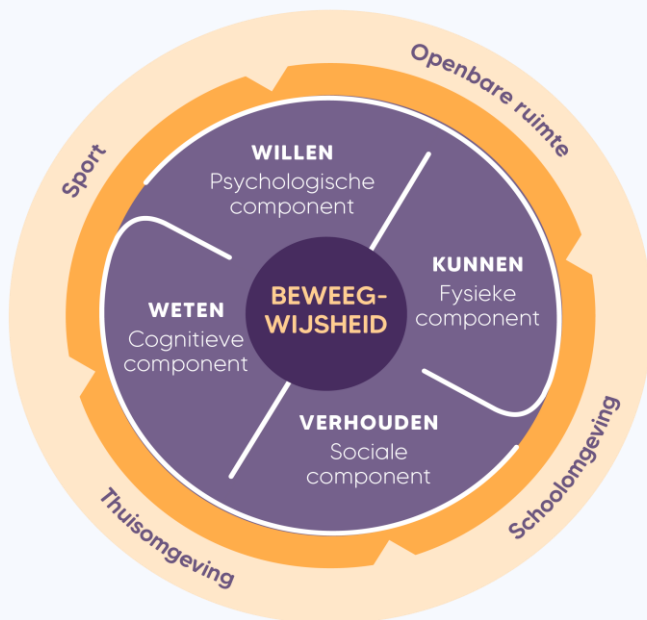 Openbare ruimte
Sport
WILLEN
Psychologische
component
KUNNEN
Fysieke
component
BEWEEG-
WIJSHEID
WETEN
Cognitieve
component
VERHOUDEN
Sociale
component
Schoolomgeving
Thuisomgeving